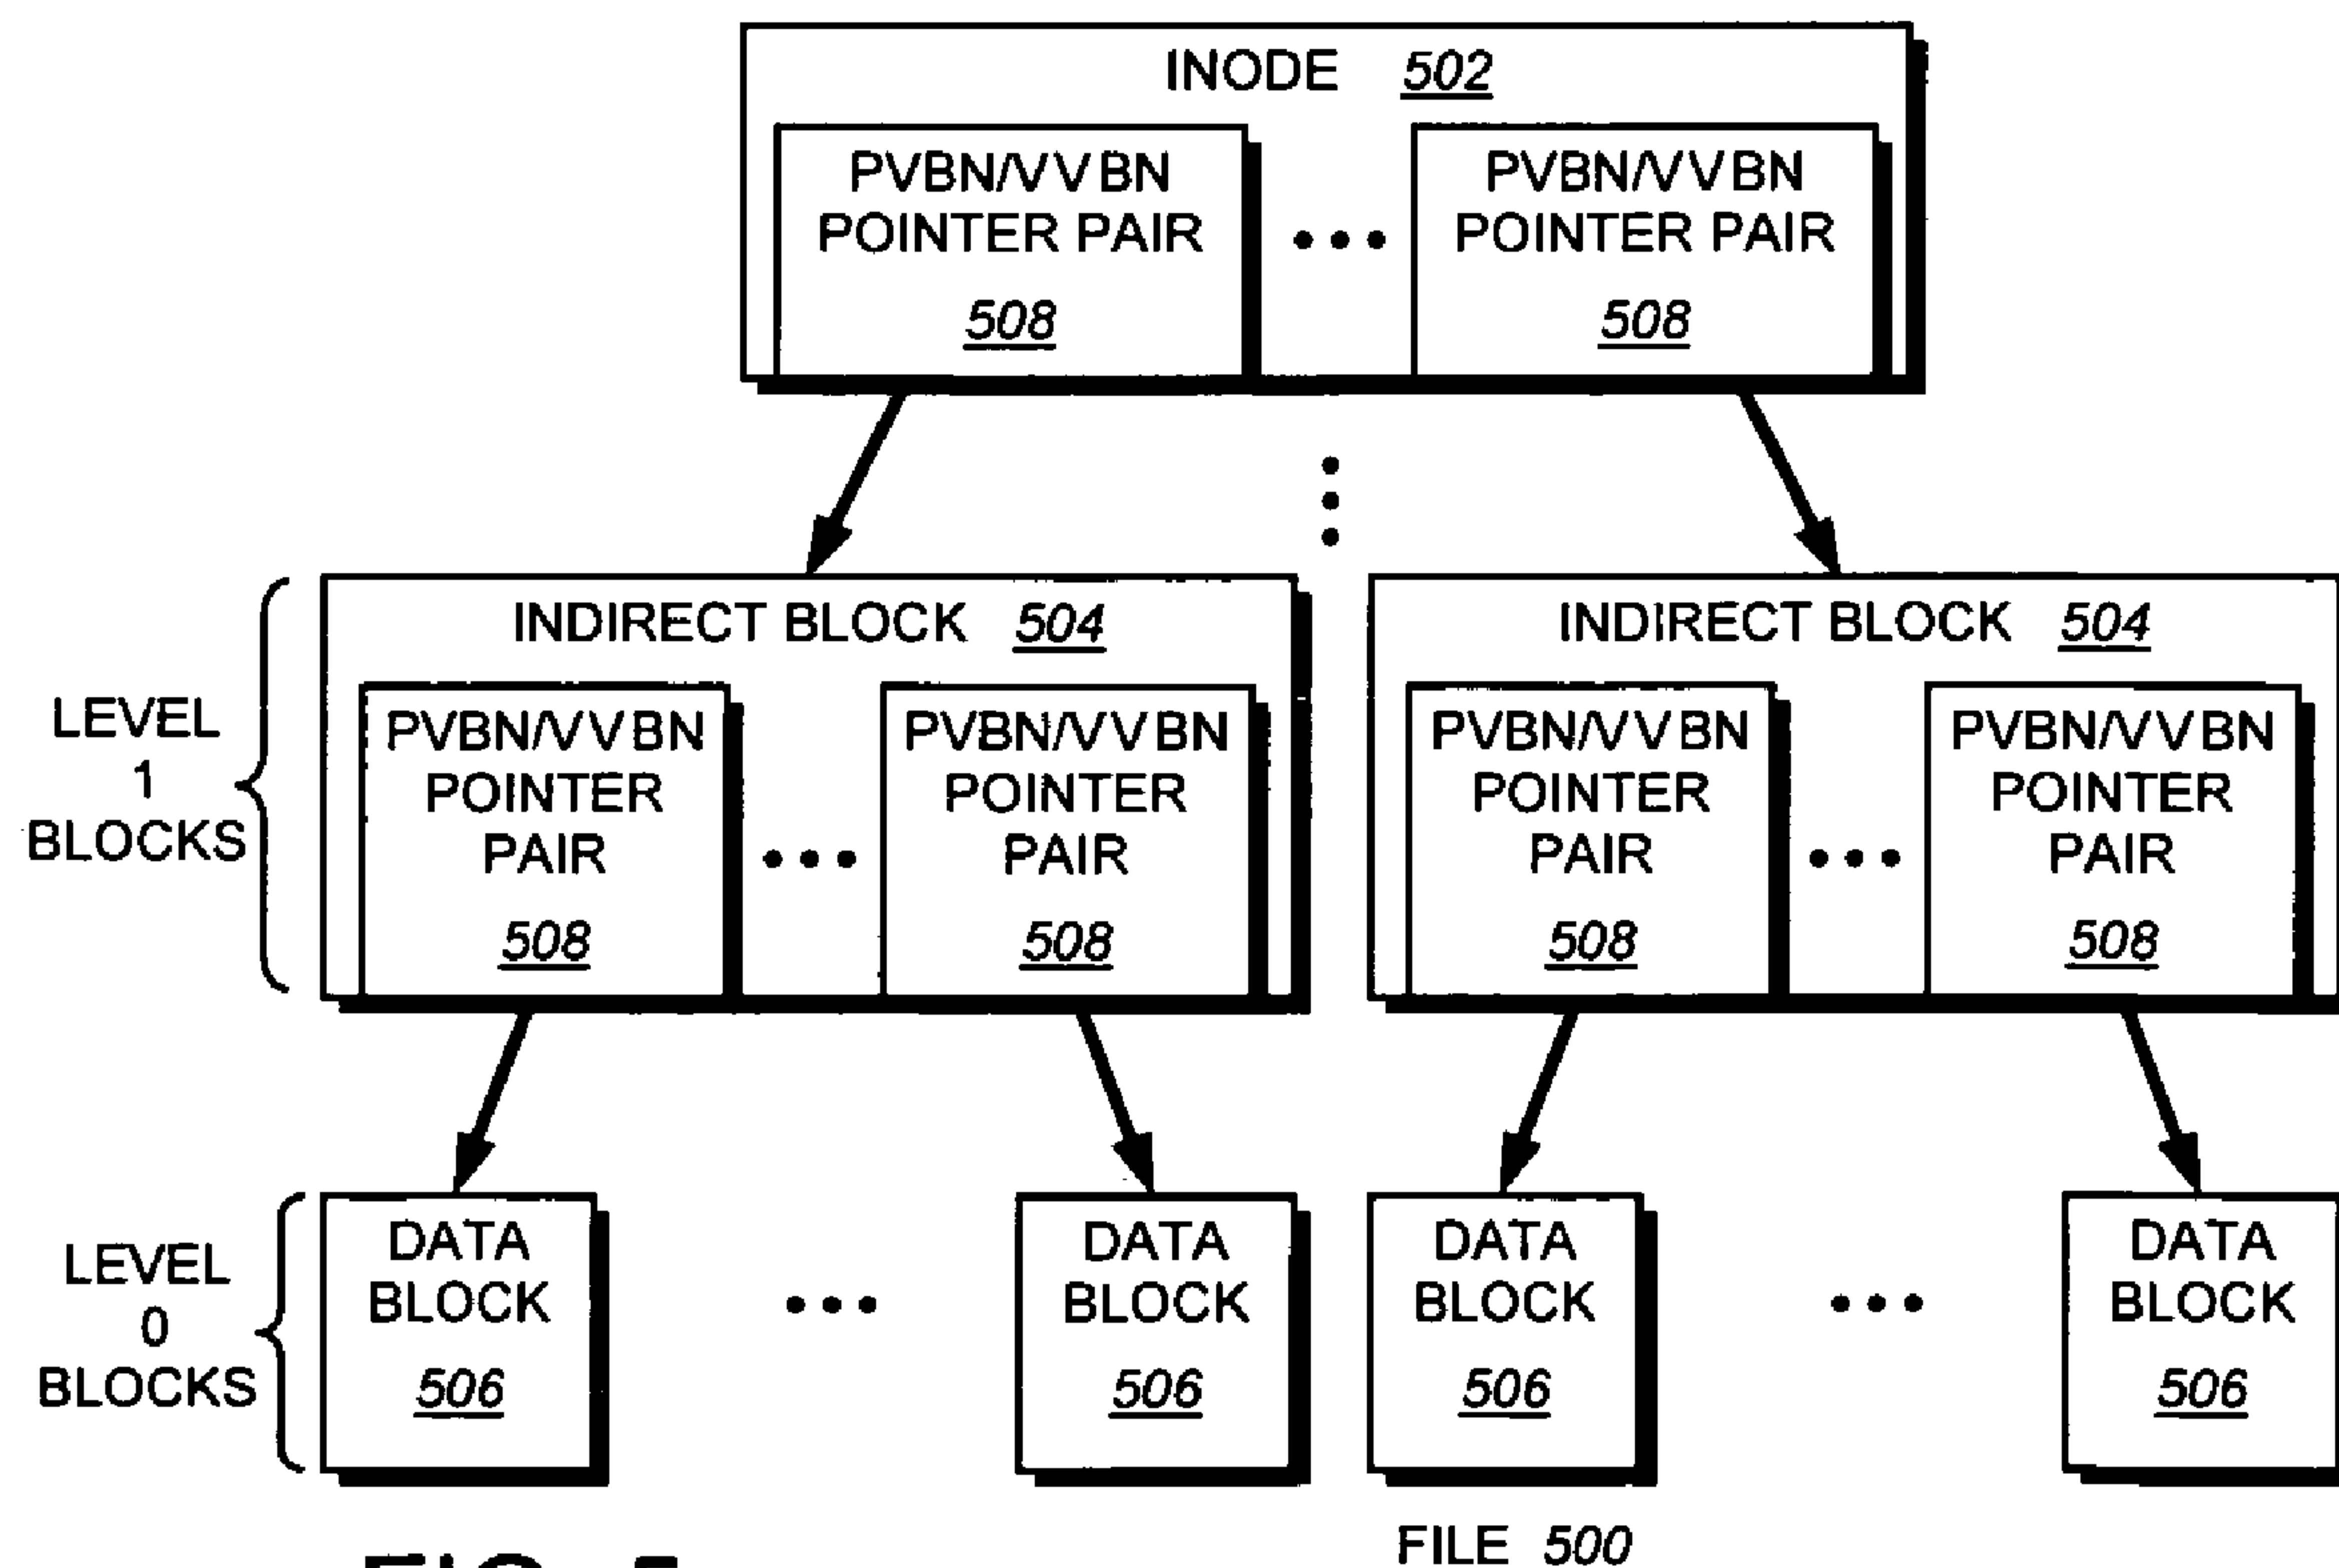 INODE 502
PVBN/VVBN
POINTER PAIR
508
• • •
PVBN/VVBN
POINTER PAIR
508
LEVEL
1
BLOCKS
INDIRECT BLOCK 504
PVBN/VVBN
POINTER
PAIR
508
• • •
PVBN/VVBN
POINTER
PAIR
508
INDIRECT BLOCK 504
PVBN/VVBN
POINTER
PAIR
508
• • •
PVBN/VVBN
POINTER
PAIR
508
LEVEL
0
BLOCKS
DATA
BLOCK
506
• • •
DATA
BLOCK
506
DATA
BLOCK
506
• • •
DATA
BLOCK
506
FILE 500